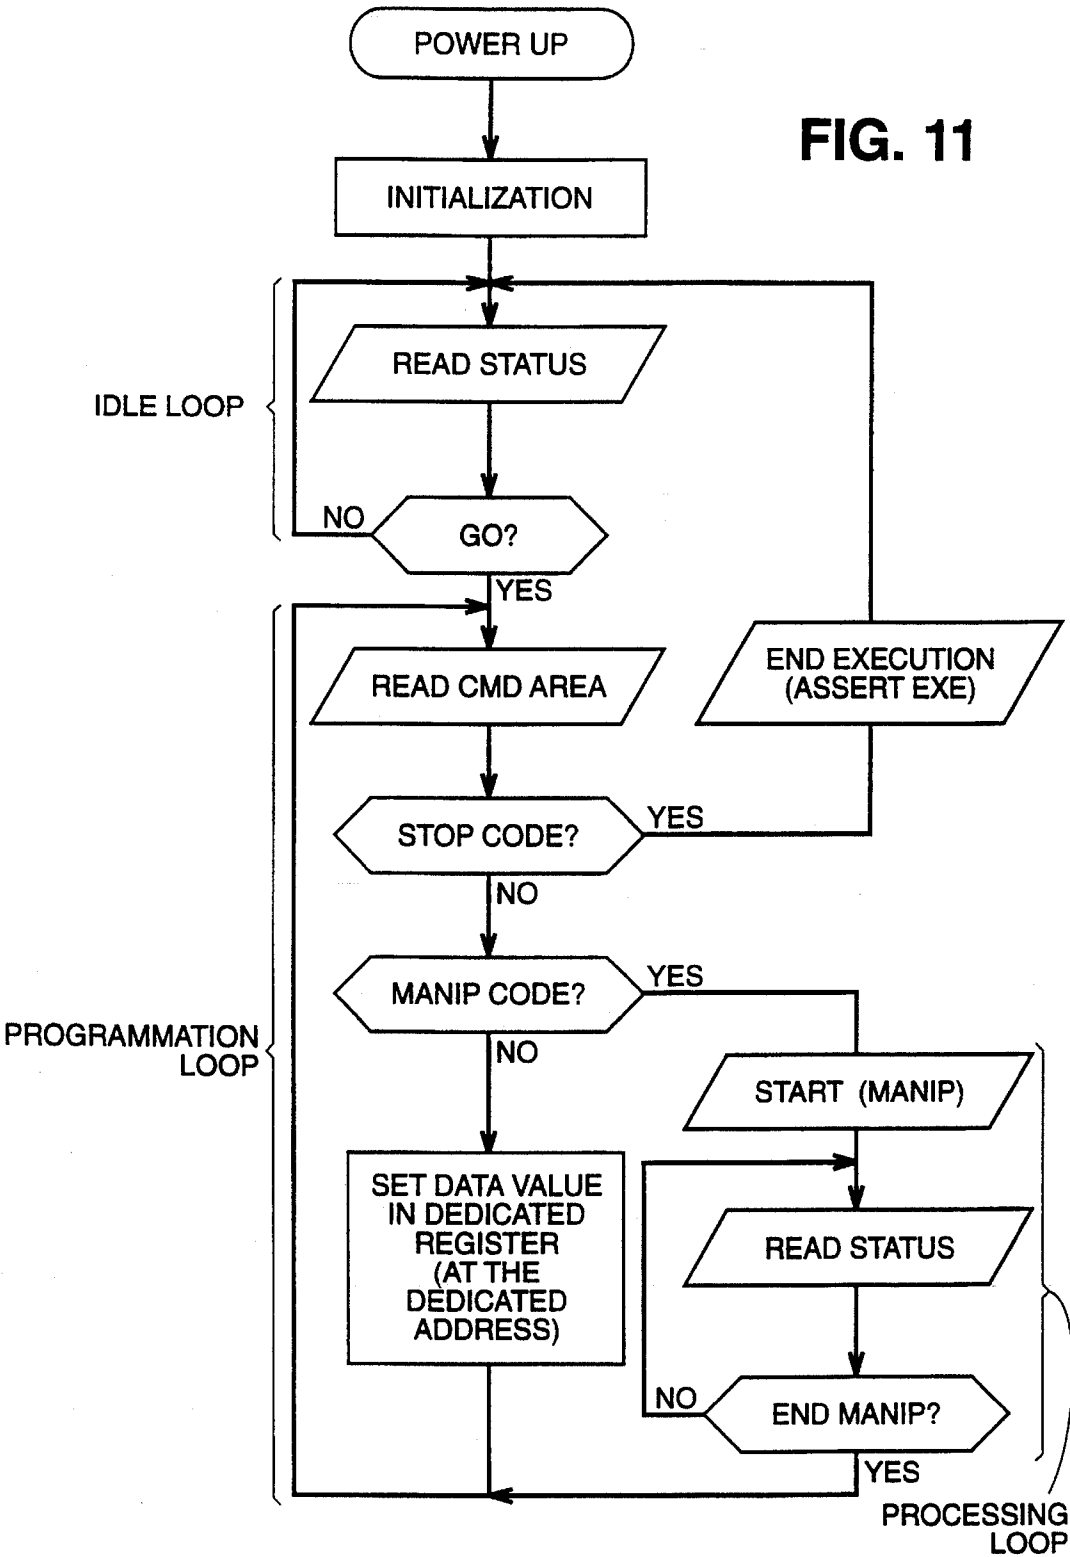 POWER UP
FIG. 11
INITIALIZATION
READ STATUS
IDLE LOOP
NO
GO?
YES
READ CMD AREA
END EXECUTION
(ASSERT EXE)
STOP CODE?
YES
NO
MANIP CODE?
YES
NO
PROGRAMMATION
LOOP
START (MANIP)
SET DATA VALUE
IN DEDICATED
REGISTER
(AT THE
DEDICATED
ADDRESS)
READ STATUS
NO
END MANIP?
YES
PROCESSING
LOOP